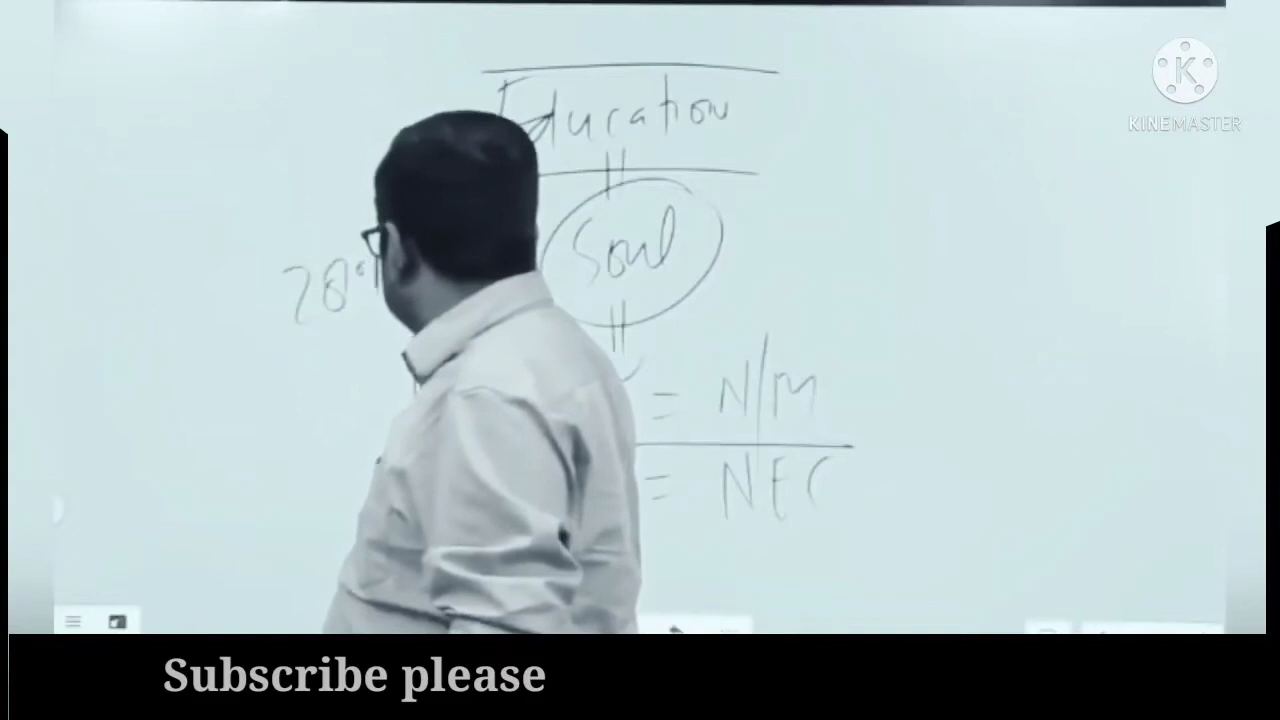 Education
KINEMASTER
Soul
= N/M
= NEC
Subscribe please